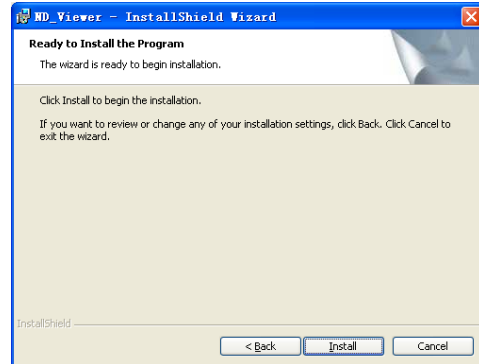 ND_Viewer - InstallShield Wizard
Ready to Install the Program
The wizard is ready to begin installation.
Click Install to begin the installation.
If you want to review or change any of your installation settings, click Back. Click Cancel to
exit the wizard.
InstallShield
< Back Install Cancel